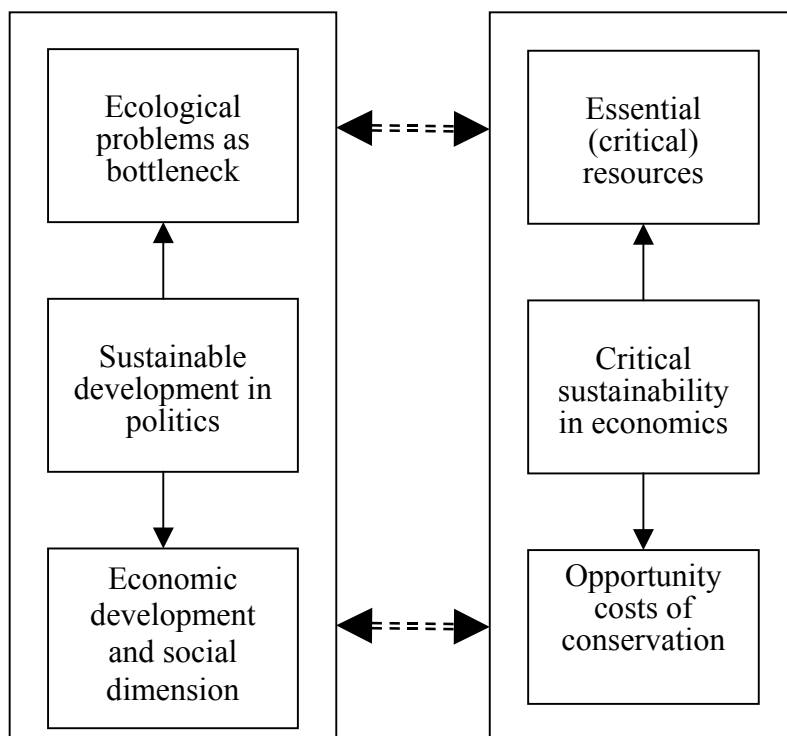 Ecological
problems as
bottleneck
Essential
(critical)
resources
Sustainable
development in
politics
Critical
sustainability
in economics
Economic
development
and social
dimension
Opportunity
costs of
conservation